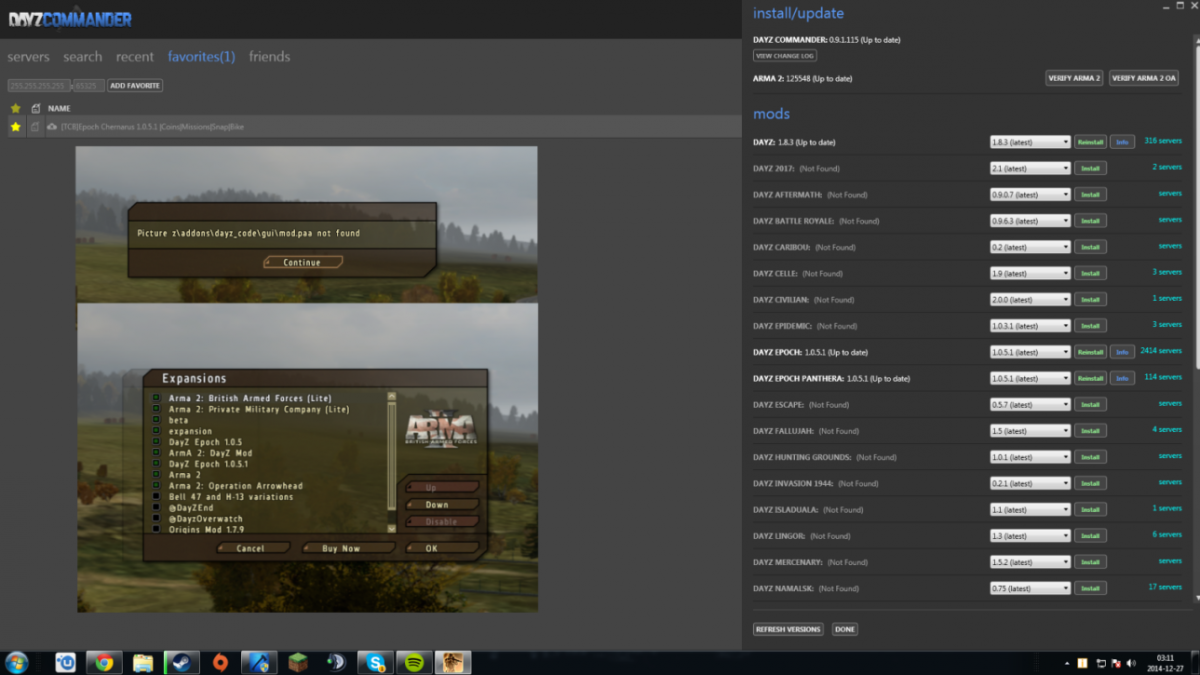 DAYZCOMMANDER
servers search recent favorites(1) friends
255.255.255.255 : 65325 ADD FAVORITE
NAME
[TCB]Epoch Chernarus 1.0.5.1 |Coins|Missions|Snap|Bike
Picture z\addons\dayz_code\gui\mod.paa not found
Continue
Expansions
Arma 2: British Armed Forces (Lite)
Arma 2: Private Military Company (Lite)
beta
expansion
DayZ Epoch 1.0.5
ArmA 2: DayZ Mod
DayZ Epoch 1.0.5.1
Arma 2
Arma 2: Operation Arrowhead
Bell 47 and H-13 variations
@DayZEnd
@DayzOverwatch
Origins Mod 1.7.9
ARMA
BRITISH ARMED FORCES
Up
Down
Disable
Cancel Buy Now OK
install/update
DAYZ COMMANDER: 0.9.1.115 (Up to date)
VIEW CHANGE LOG
ARMA 2: 125548 (Up to date) VERIFY ARMA 2 VERIFY ARMA 2 OA
mods
DAYZ: 1.8.3 (Up to date) 1.8.3 (latest) Reinstall Info 316 servers
DAYZ 2017: (Not Found) 2.1 (latest) Install 2 servers
DAYZ AFTERMATH: (Not Found) 0.9.0.7 (latest) Install servers
DAYZ BATTLE ROYALE: (Not Found) 0.9.6.3 (latest) Install servers
DAYZ CARIBOU: (Not Found) 0.2 (latest) Install servers
DAYZ CELLE: (Not Found) 1.9 (latest) Install 3 servers
DAYZ CIVILIAN: (Not Found) 2.0.0 (latest) Install 1 servers
DAYZ EPIDEMIC: (Not Found) 1.0.3.1 (latest) Install 3 servers
DAYZ EPOCH: 1.0.5.1 (Up to date) 1.0.5.1 (latest) Reinstall Info 2414 servers
DAYZ EPOCH PANTHERA: 1.0.5.1 (Up to date) 1.0.5.1 (latest) Reinstall Info 114 servers
DAYZ ESCAPE: (Not Found) 0.5.7 (latest) Install servers
DAYZ FALLUJAH: (Not Found) 1.5 (latest) Install 4 servers
DAYZ HUNTING GROUNDS: (Not Found) 1.0.1 (latest) Install servers
DAYZ INVASION 1944: (Not Found) 0.2.1 (latest) Install servers
DAYZ ISLADUALA: (Not Found) 1.1 (latest) Install 1 servers
DAYZ LINGOR: (Not Found) 1.3 (latest) Install 6 servers
DAYZ MERCENARY: (Not Found) 1.5.2 (latest) Install servers
DAYZ NAMALSK: (Not Found) 0.75 (latest) Install 17 servers
REFRESH VERSIONS DONE
03:11
2014-12-27